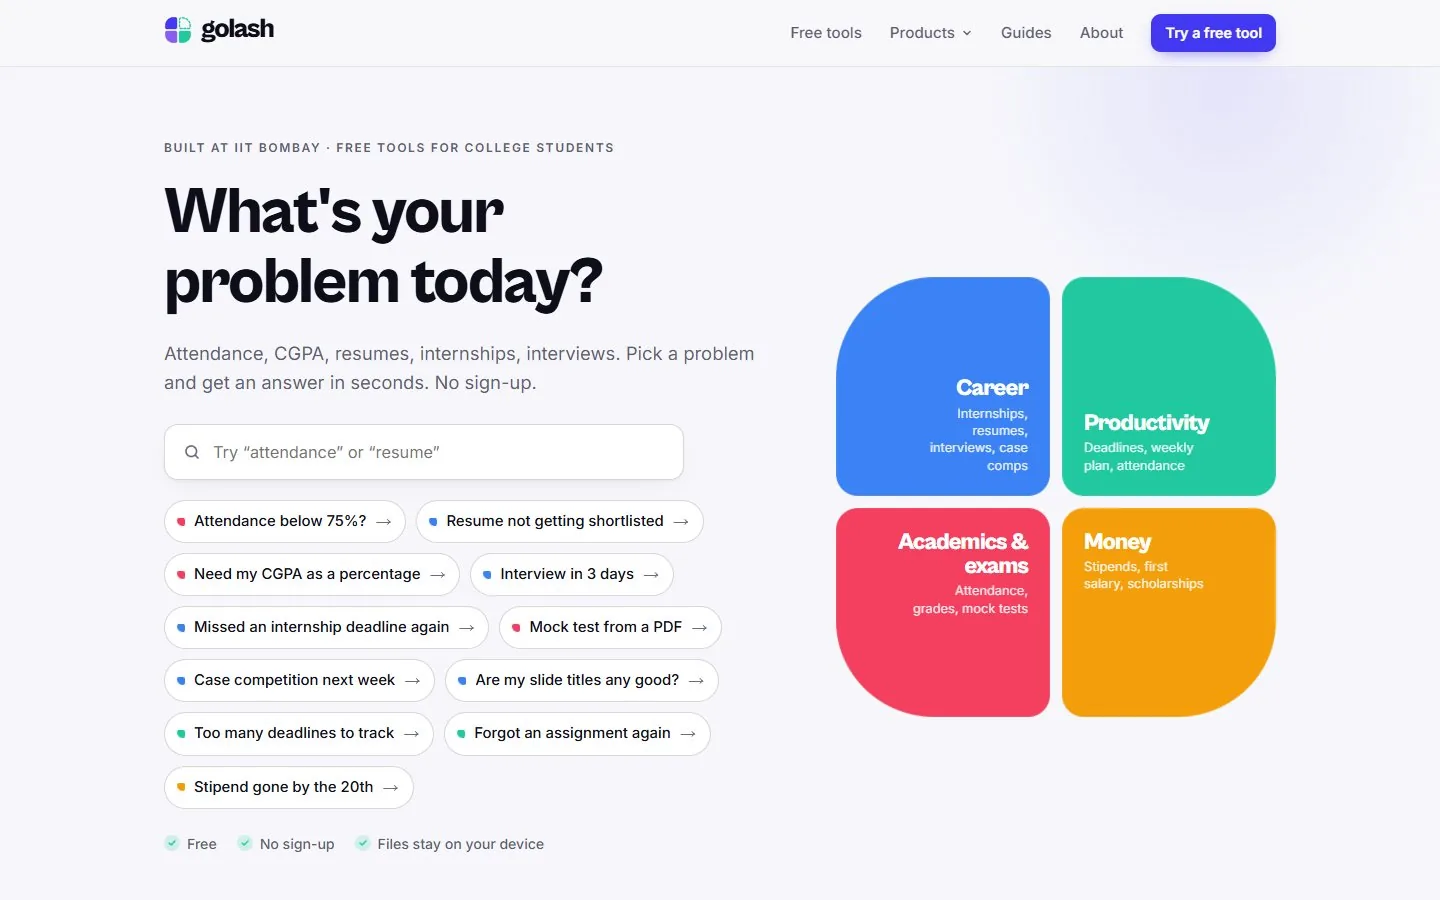 golash
Free tools
Products
Guides
About
Try a free tool
BUILT AT IIT BOMBAY · FREE TOOLS FOR COLLEGE STUDENTS
What's your
problem today?
Attendance, CGPA, resumes, internships, interviews. Pick a problem
and get an answer in seconds. No sign-up.
Try “attendance” or “resume”
Attendance below 75%? →
Resume not getting shortlisted →
Need my CGPA as a percentage →
Interview in 3 days →
Missed an internship deadline again →
Mock test from a PDF →
Case competition next week →
Are my slide titles any good? →
Too many deadlines to track →
Forgot an assignment again →
Stipend gone by the 20th →
Free
No sign-up
Files stay on your device
Career
Internships,
resumes,
interviews, case
comps
Productivity
Deadlines, weekly
plan, attendance
Academics &
exams
Attendance,
grades, mock tests
Money
Stipends, first
salary, scholarships